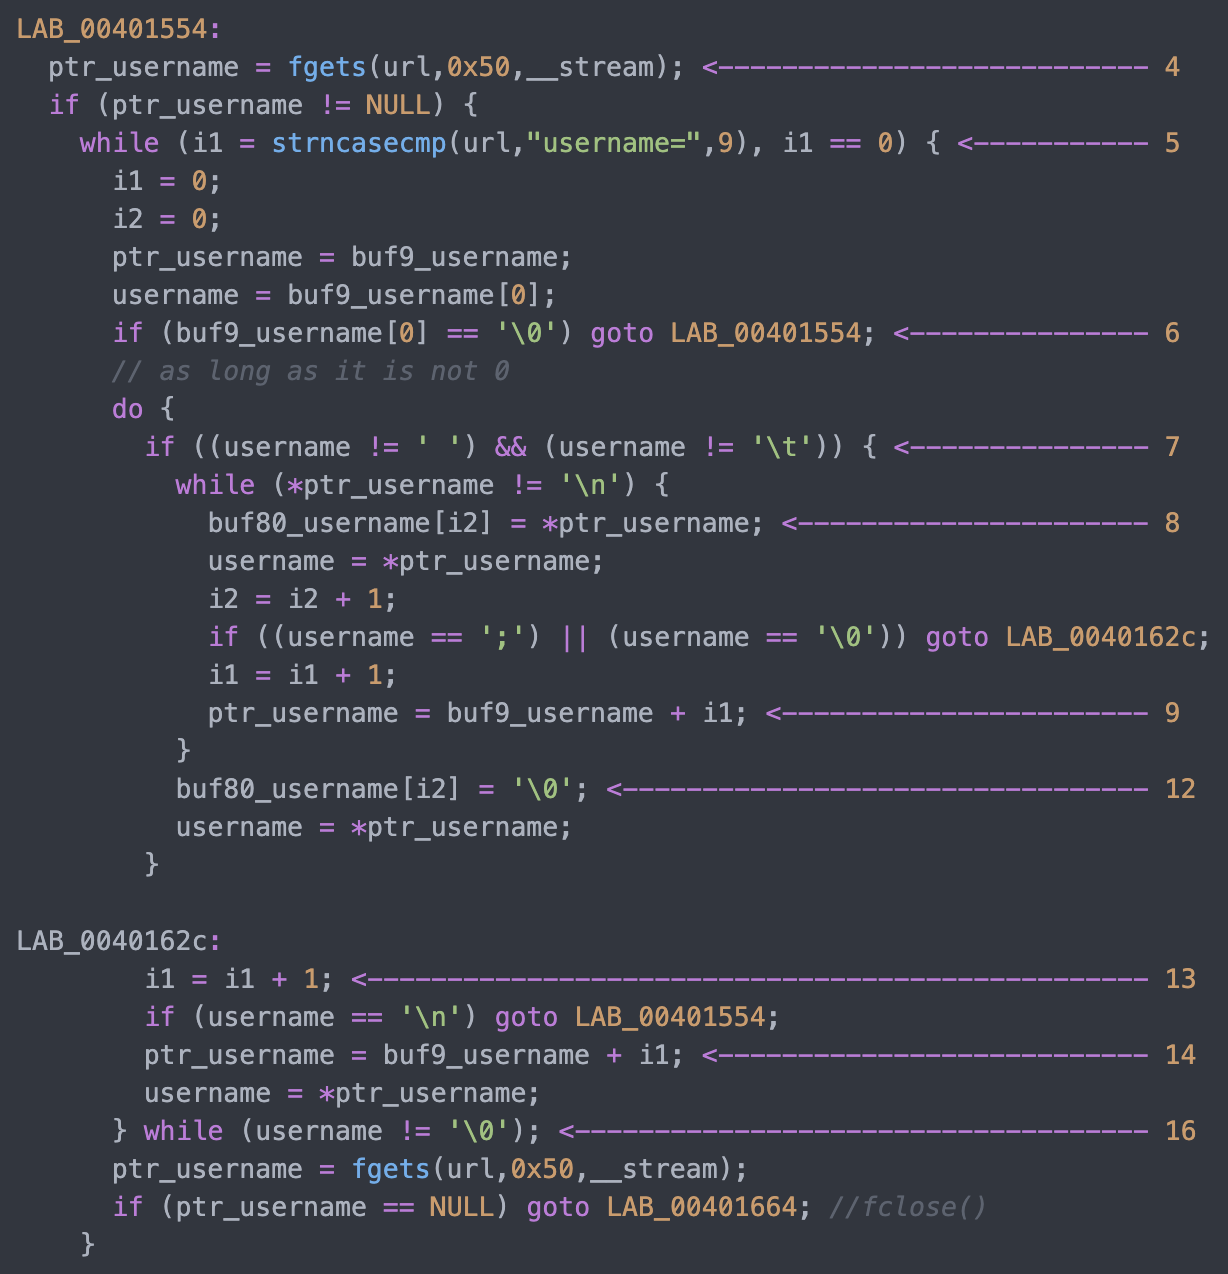 LAB_00401554:
ptr_username = fgets(url,0x50,__stream); <--------------------------- 4
if (ptr_username != NULL) {
while (i1 = strncasecmp(url,"username=",9), i1 == 0) { <----------- 5
i1 = 0;
i2 = 0;
ptr_username = buf9_username;
username = buf9_username[0];
if (buf9_username[0] == '\0') goto LAB_00401554; <--------------- 6
// as long as it is not 0
do {
if ((username != ' ') && (username != '\t')) { <--------------- 7
while (*ptr_username != '\n') {
buf80_username[i2] = *ptr_username; <---------------------- 8
username = *ptr_username;
i2 = i2 + 1;
if ((username == ';') || (username == '\0')) goto LAB_0040162c;
i1 = i1 + 1;
ptr_username = buf9_username + i1; <----------------------- 9
}
buf80_username[i2] = '\0'; <--------------------------------- 12
username = *ptr_username;
}
LAB_0040162c:
i1 = i1 + 1; <------------------------------------------------- 13
if (username == '\n') goto LAB_00401554;
ptr_username = buf9_username + i1; <--------------------------- 14
username = *ptr_username;
} while (username != '\0'); <------------------------------------ 16
ptr_username = fgets(url,0x50,__stream);
if (ptr_username == NULL) goto LAB_00401664; //fclose()
}